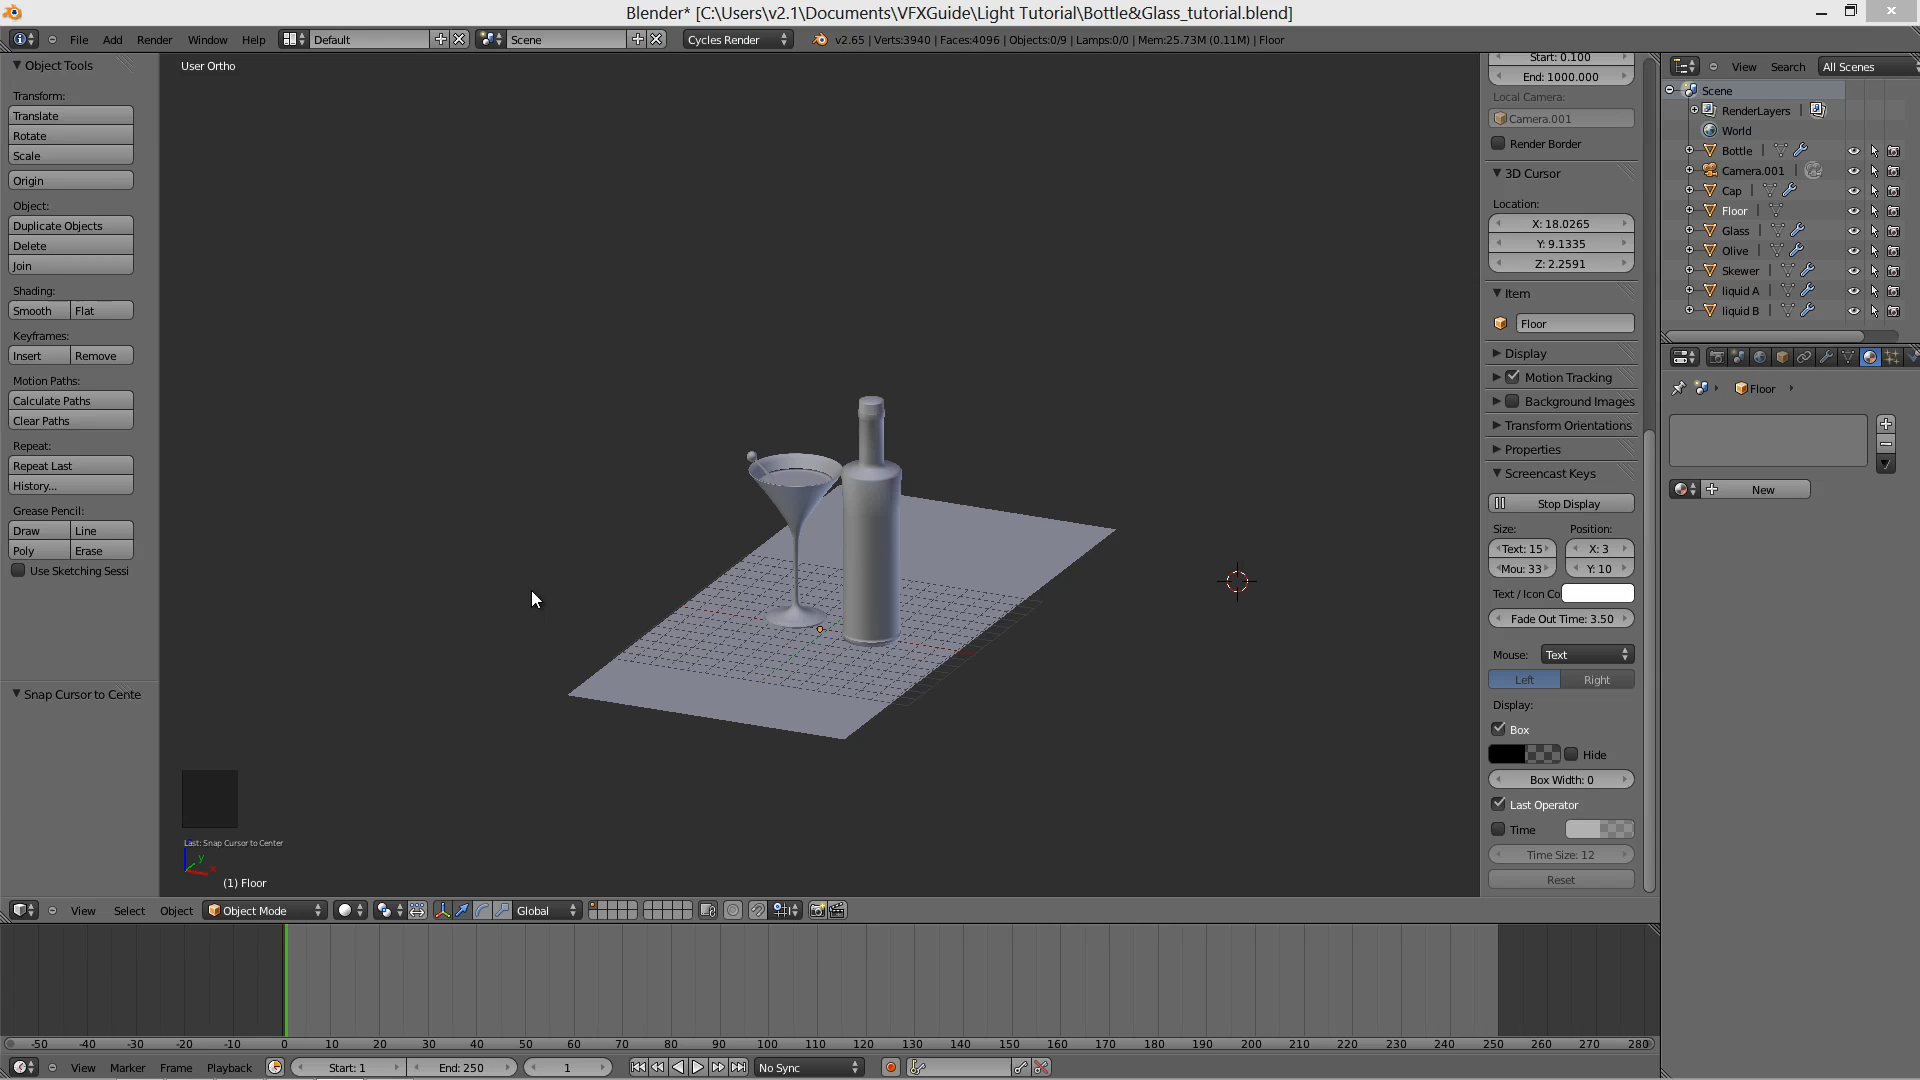 Blender* [C:\Users\v2.1\Documents\VFXGuide\Light Tutorial\Bottle&Glass_tutorial.blend]
File Add Render Window Help Default Scene Cycles Render v2.65 | Verts:3940 | Faces:4096 | Objects:0/9 | Lamps:0/0 | Mem:25.73M (0.11M) | Floor
Object Tools
Transform:
Translate
Rotate
Scale
Origin
Object:
Duplicate Objects
Delete
Join
Shading:
Smooth Flat
Keyframes:
Insert Remove
Motion Paths:
Calculate Paths
Clear Paths
Repeat:
Repeat Last
History...
Grease Pencil:
Draw Line
Poly Erase
Use Sketching Sessi
Snap Cursor to Cente
User Ortho
Last: Snap Cursor to Center
y
x
(1) Floor
Start: 0.100
End: 1000.000
Local Camera:
Camera.001
Render Border
3D Cursor
Location:
X: 18.0265
Y: 9.1335
Z: 2.2591
Item
Floor
Display
Motion Tracking
Background Images
Transform Orientations
Properties
Screencast Keys
Stop Display
Size: Position:
Text: 15 X: 3
Mou: 33 Y: 10
Text / Icon Co
Fade Out Time: 3.50
Mouse: Text
Left Right
Display:
Box
Hide
Box Width: 0
Last Operator
Time
Time Size: 12
Reset
View Search All Scenes
Scene
RenderLayers
World
Bottle
Camera.001
Cap
Floor
Glass
Olive
Skewer
liquid A
liquid B
Floor
New
View Select Object Object Mode Global
-50 -40 -30 -20 -10 0 10 20 30 40 50 60 70 80 90 100 110 120 130 140 150 160 170 180 190 200 210 220 230 240 250 260 270 280
View Marker Frame Playback Start: 1 End: 250 1 No Sync